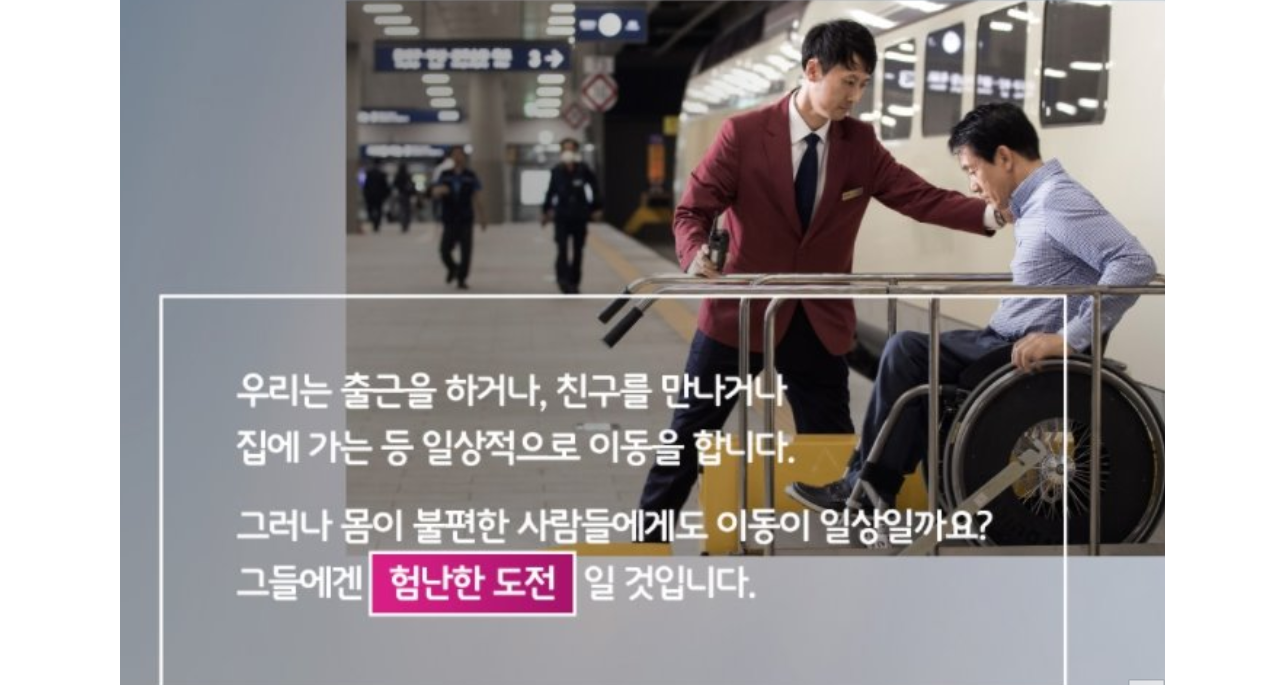 3→
우리는 출근을 하거나, 친구를 만나거나
집에 가는 등 일상적으로 이동을 합니다.
그러나 몸이 불편한 사람들에게도 이동이 일상일까요?
그들에겐 험난한 도전 일 것입니다.